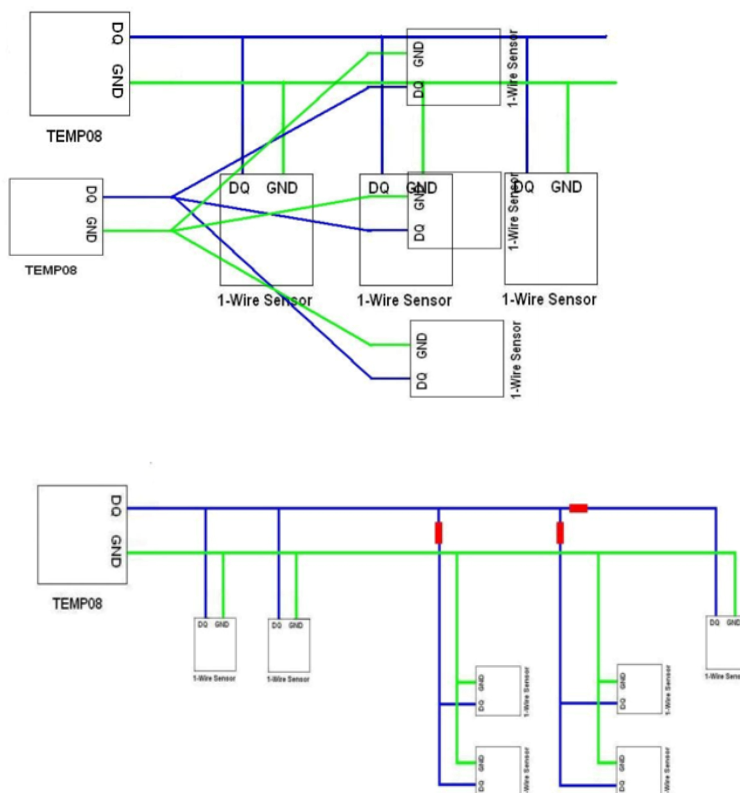 DQ
GND
TEMP08
GND
DQ
1-Wire Sensor
DQ
GND
TEMP08
DQ GND
1-Wire Sensor
DQ GND
1-Wire Sensor
GND
DQ
1-Wire Sensor
DQ GND
1-Wire Sensor
GND
DQ
1-Wire Sensor
DQ
GND
TEMP08
DQ GND
1-Wire Sensor
DQ GND
1-Wire Sensor
GND
DQ
1-Wire Sensor
GND
DQ
1-Wire Sensor
DQ GND
1-Wire Sens
GND
DQ
1-Wire Sensor
GND
DQ
1-Wire Sensor